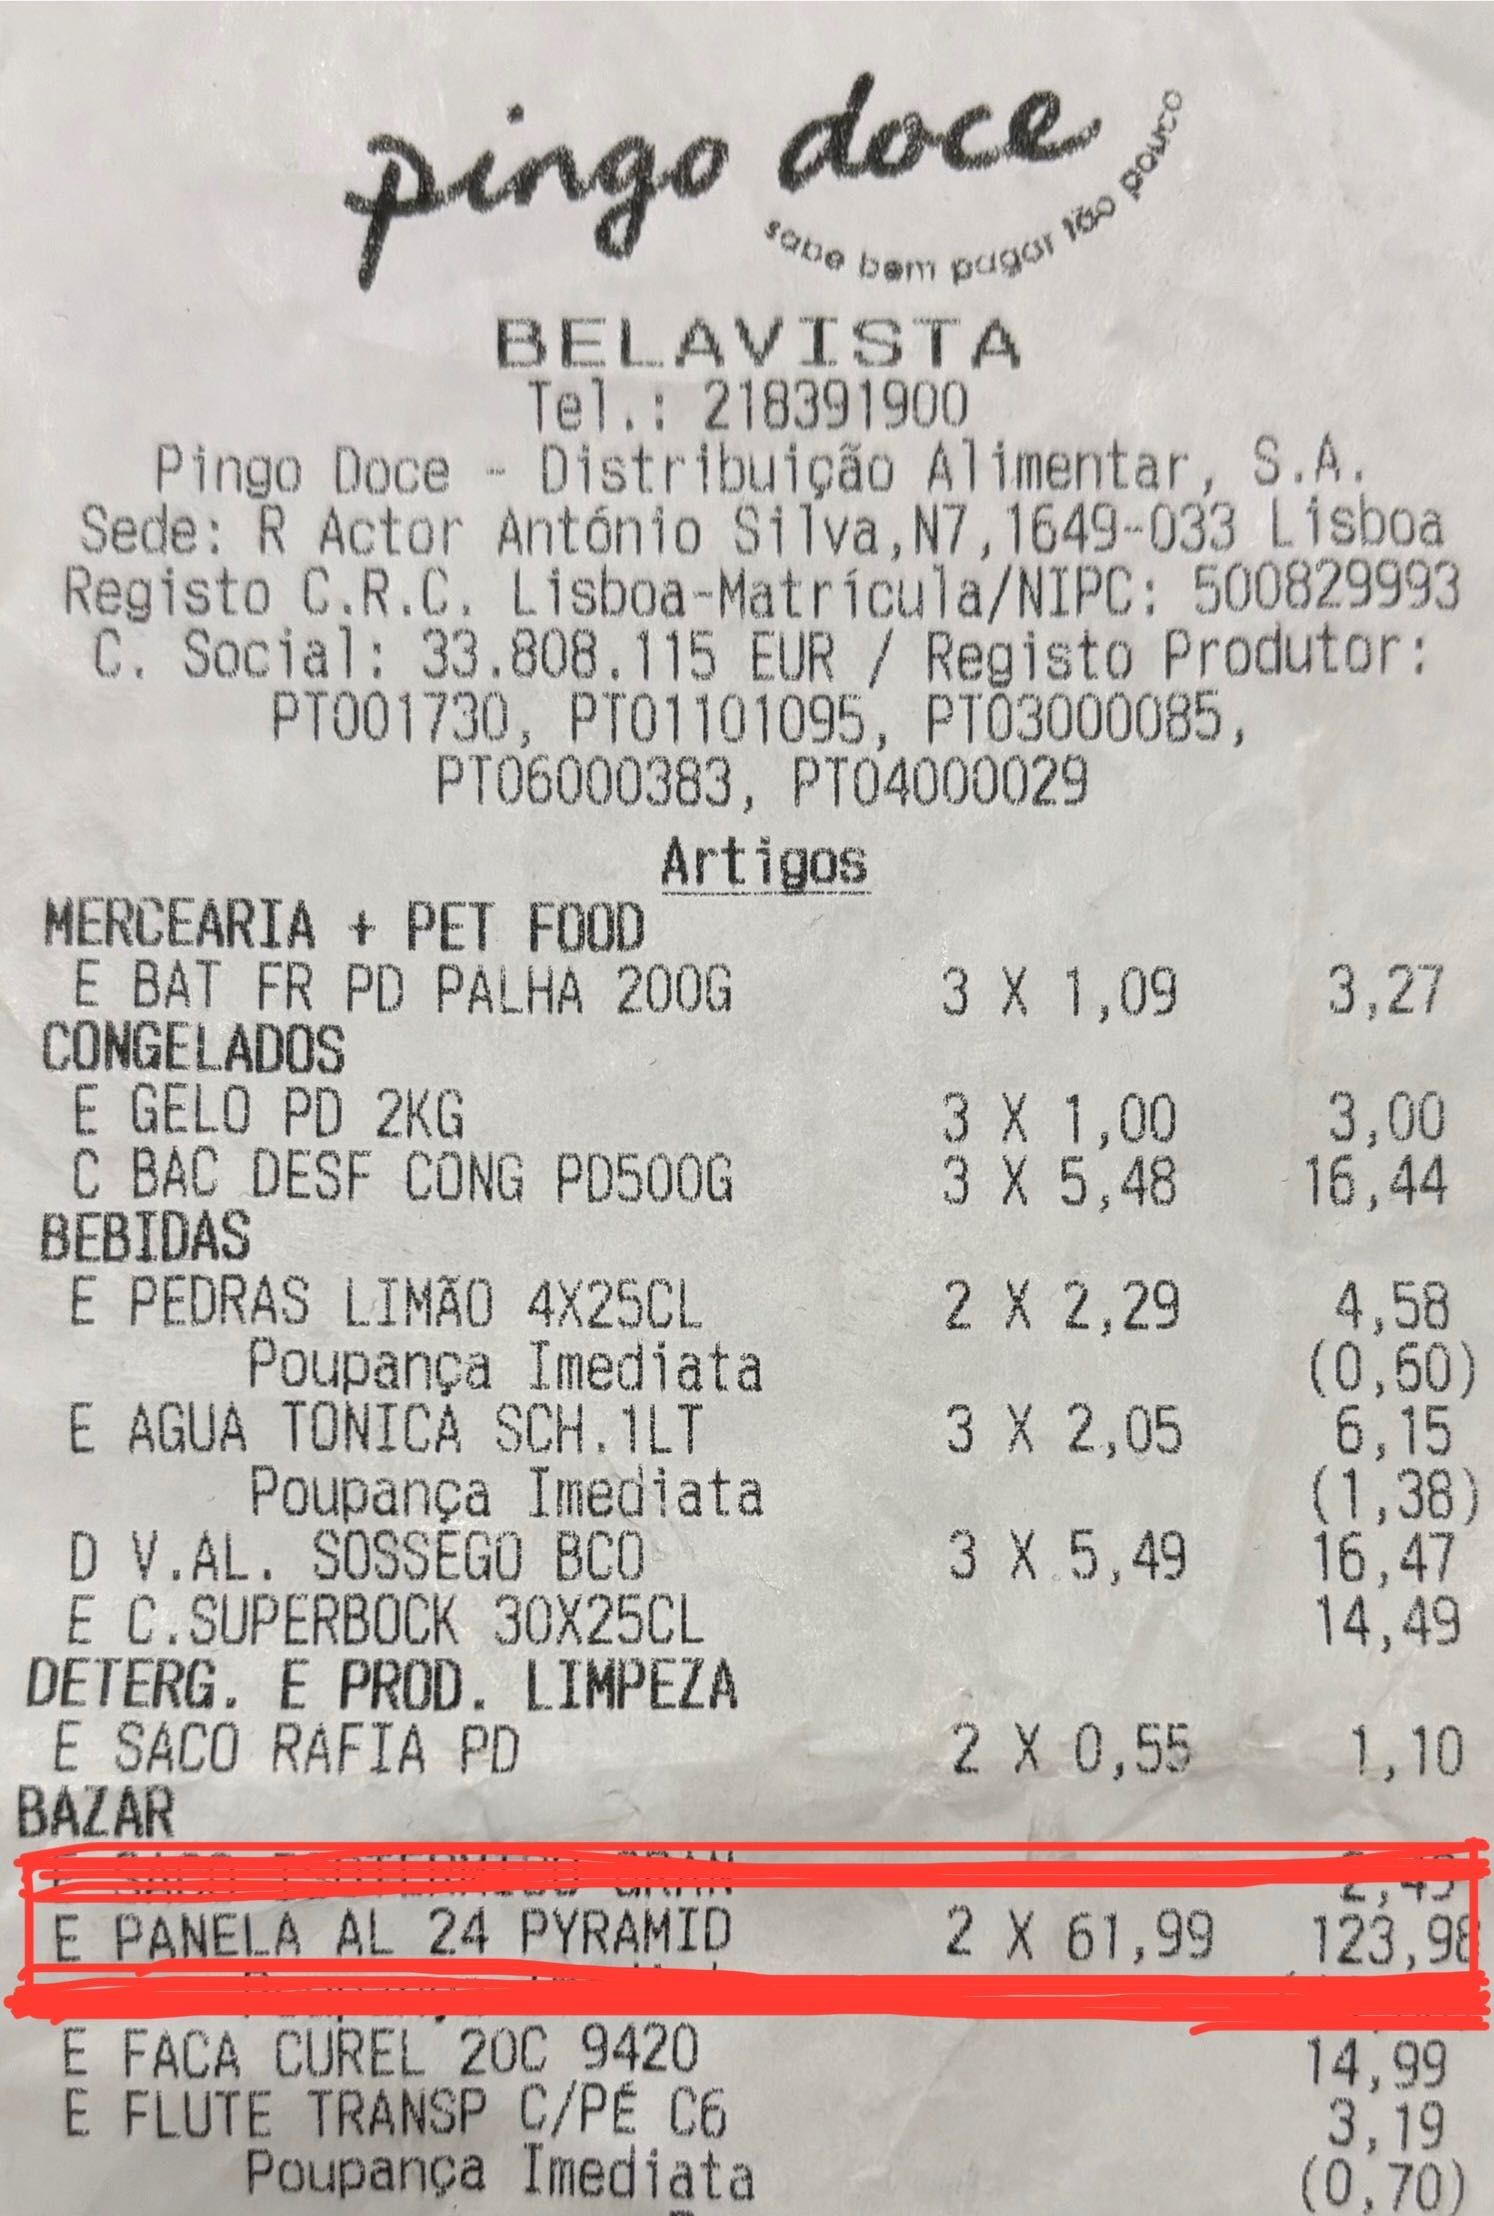 pingo doce
sabe bem pagar tão pouco
BELAVISTA
Tel.: 218391900
Pingo Doce - Distribuição Alimentar, S.A.
Sede: R Actor António Silva,N7,1649-033 Lisboa
Registo C.R.C. Lisboa-Matrícula/NIPC: 500829993
C. Social: 33.808.115 EUR / Registo Produtor:
PT001730, PT01101095, PT03000085,
PT06000383, PT04000029
Artigos
MERCEARIA + PET FOOD
E BAT FR PD PALHA 200G 3 X 1,09 3,27
CONGELADOS
E GELO PD 2KG 3 X 1,00 3,00
C BAC DESF CONG PD500G 3 X 5,48 16,44
BEBIDAS
E PEDRAS LIMÃO 4X25CL 2 X 2,29 4,58
Poupança Imediata (0,60)
E AGUA TONICA SCH.1LT 3 X 2,05 6,15
Poupança Imediata (1,38)
D V.AL. SOSSEGO BCO 3 X 5,49 16,47
E C.SUPERBOCK 30X25CL 14,49
DETERG. E PROD. LIMPEZA
E SACO RAFIA PD 2 X 0,55 1,10
BAZAR
E PANELA AL 24 PYRAMID 2 X 61,99 123,98
E FACA CUREL 20C 9420 14,99
E FLUTE TRANSP C/PÉ C6 3,19
Poupança Imediata (0,70)